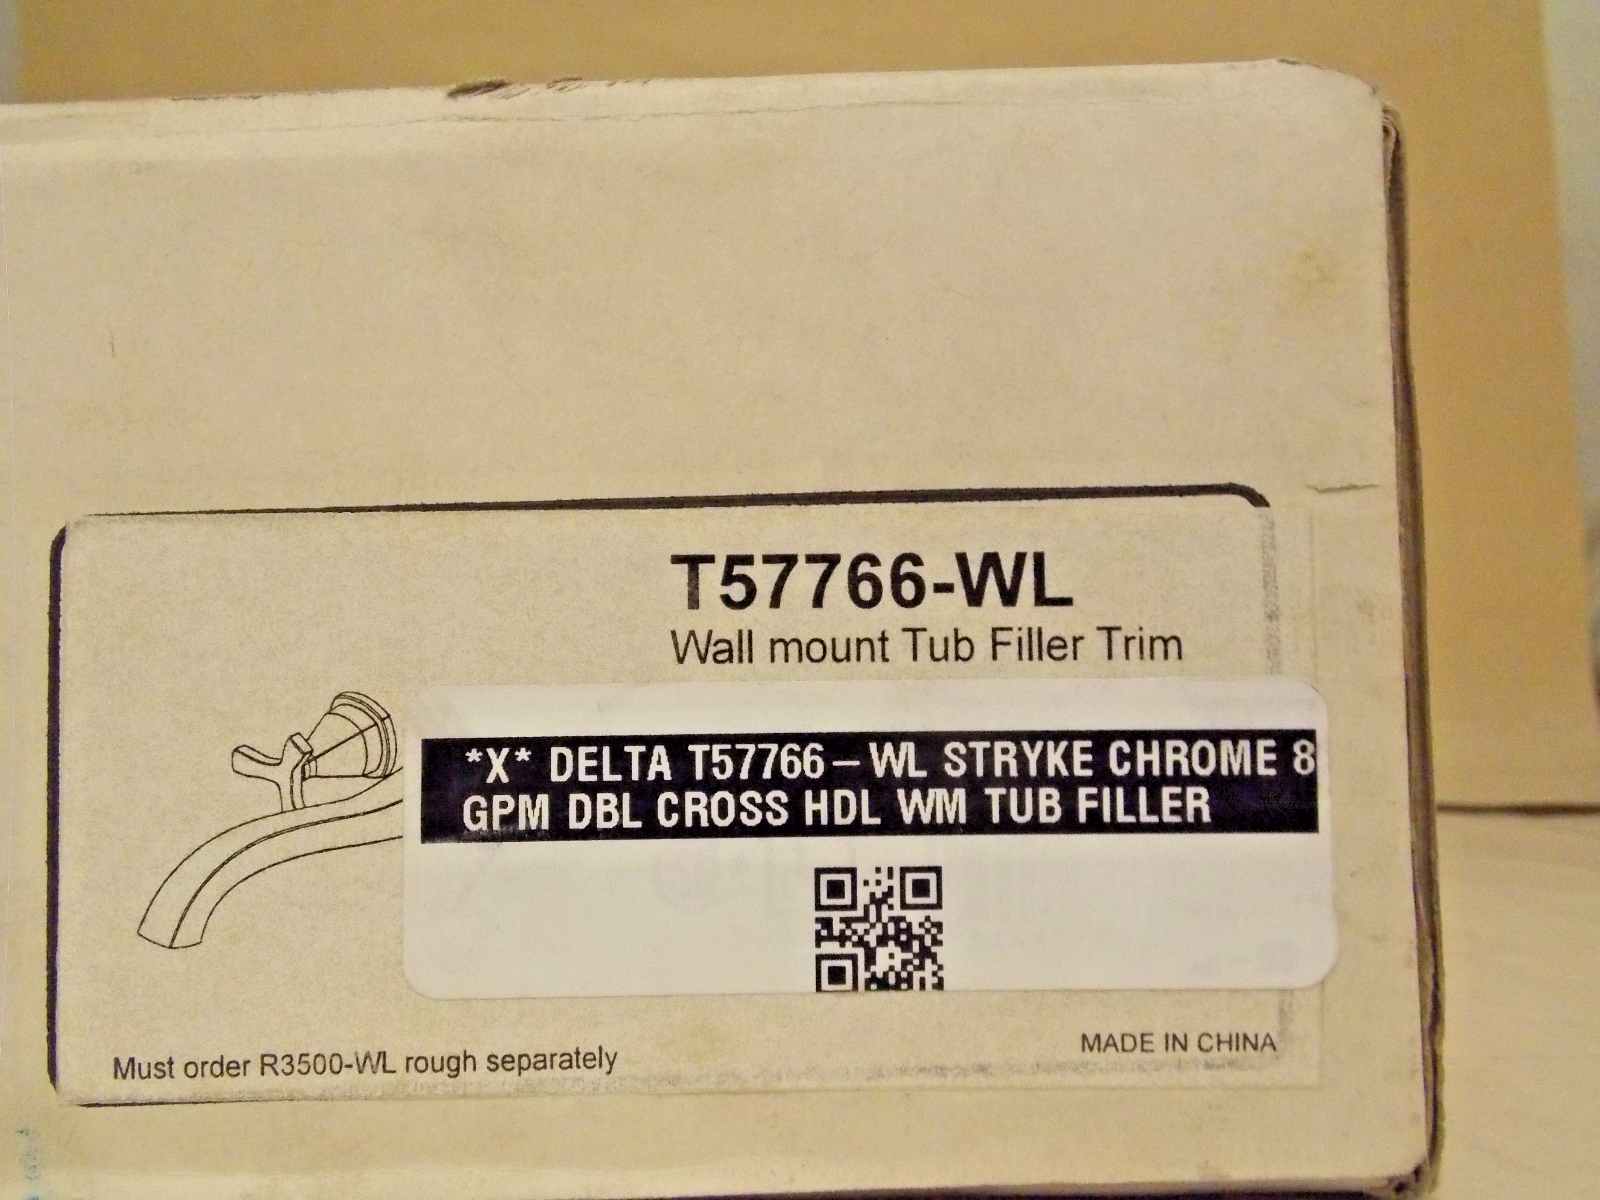 T57766-WL
Wall mount Tub Filler Trim
*X* DELTA T57766-WL STRYKE CHROME 8
GPM DBL CROSS HDL WM TUB FILLER
MADE IN CHINA
Must order R3500-WL rough separately